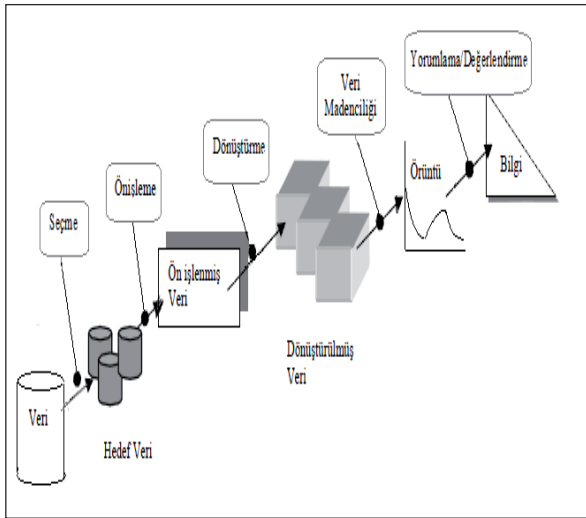 Yorumlama/Değerlendirme
Veri
Madenciliği
Dönüştürme
Örüntü
Bilgi
Önişleme
Seçme
Ön işlenmiş
Veri
Dönüştürülmüş
Veri
Veri
Hedef Veri